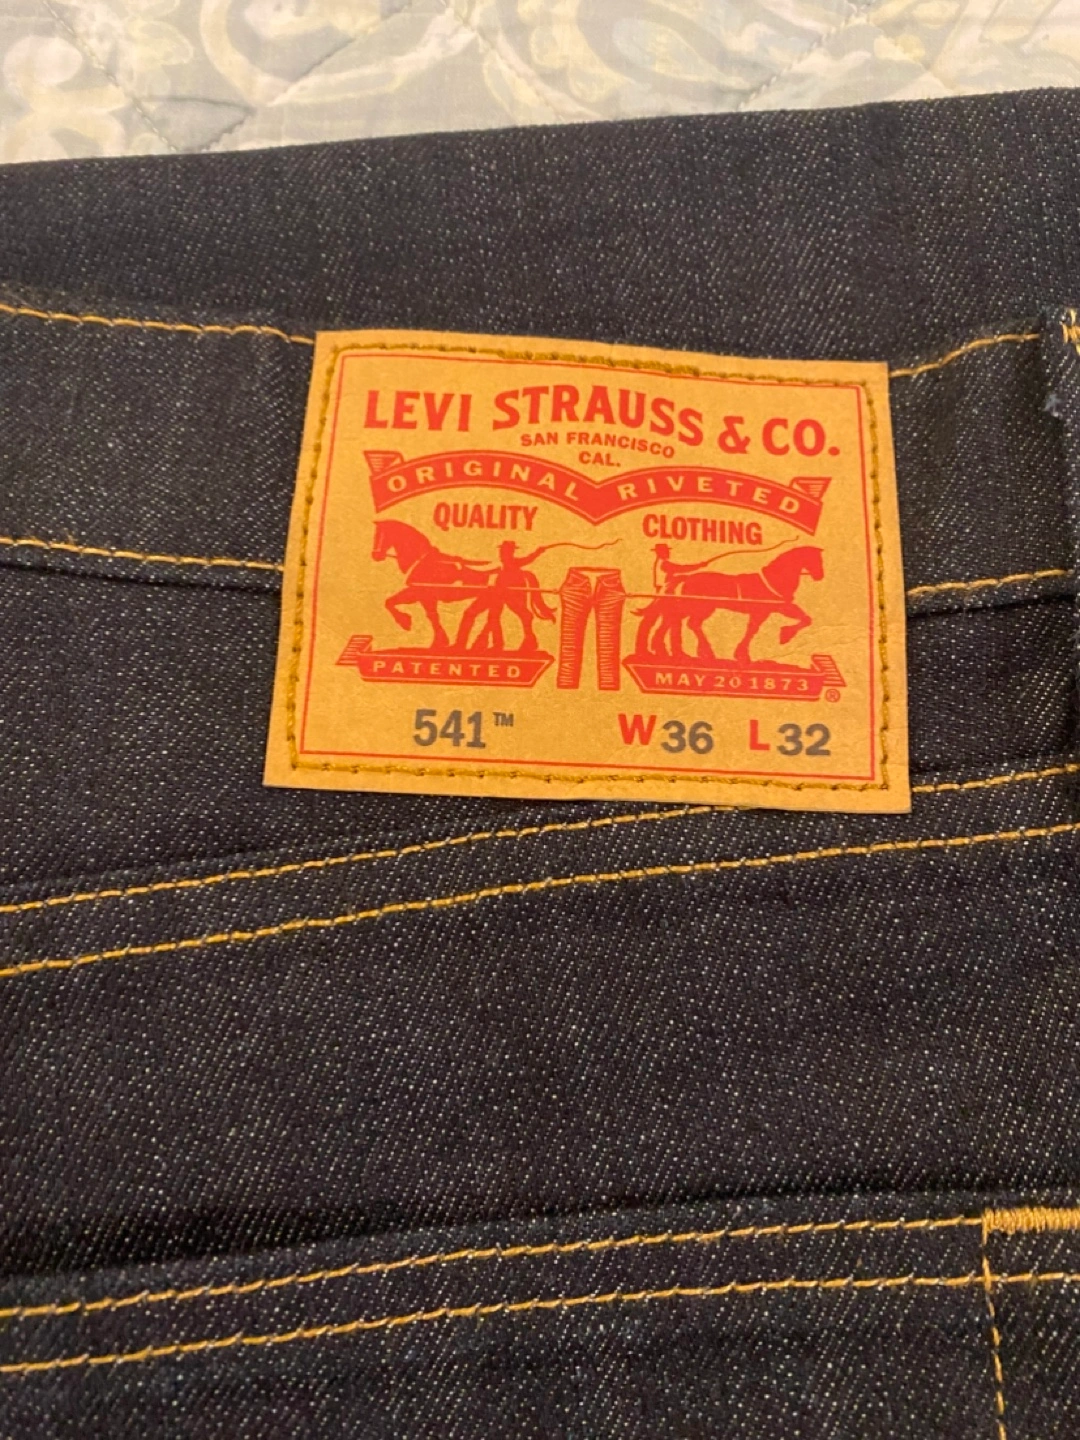 LEVI STRAUSS & CO.
SAN FRANCISCO
CAL.
ORIGINAL RIVETED
QUALITY CLOTHING
PATENTED MAY 20 1873 ®
541™ W36 L32